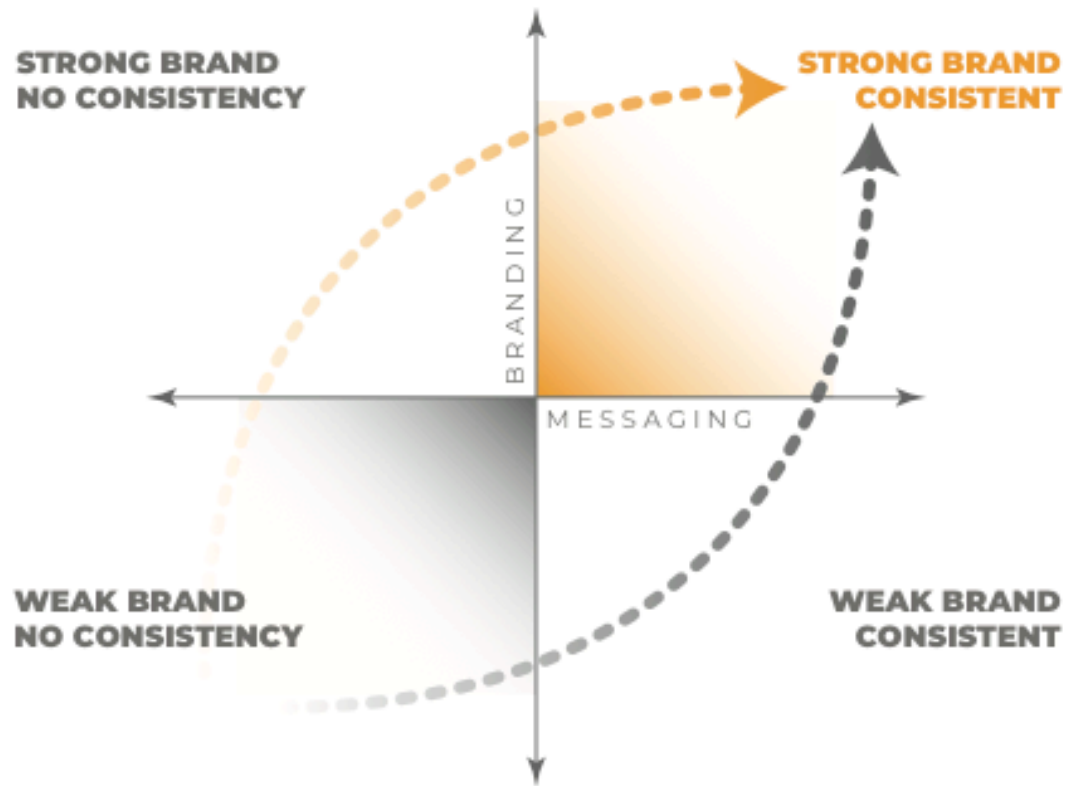 STRONG BRAND
NO CONSISTENCY
STRONG BRAND
CONSISTENT
BRANDING
MESSAGING
WEAK BRAND
NO CONSISTENCY
WEAK BRAND
CONSISTENT